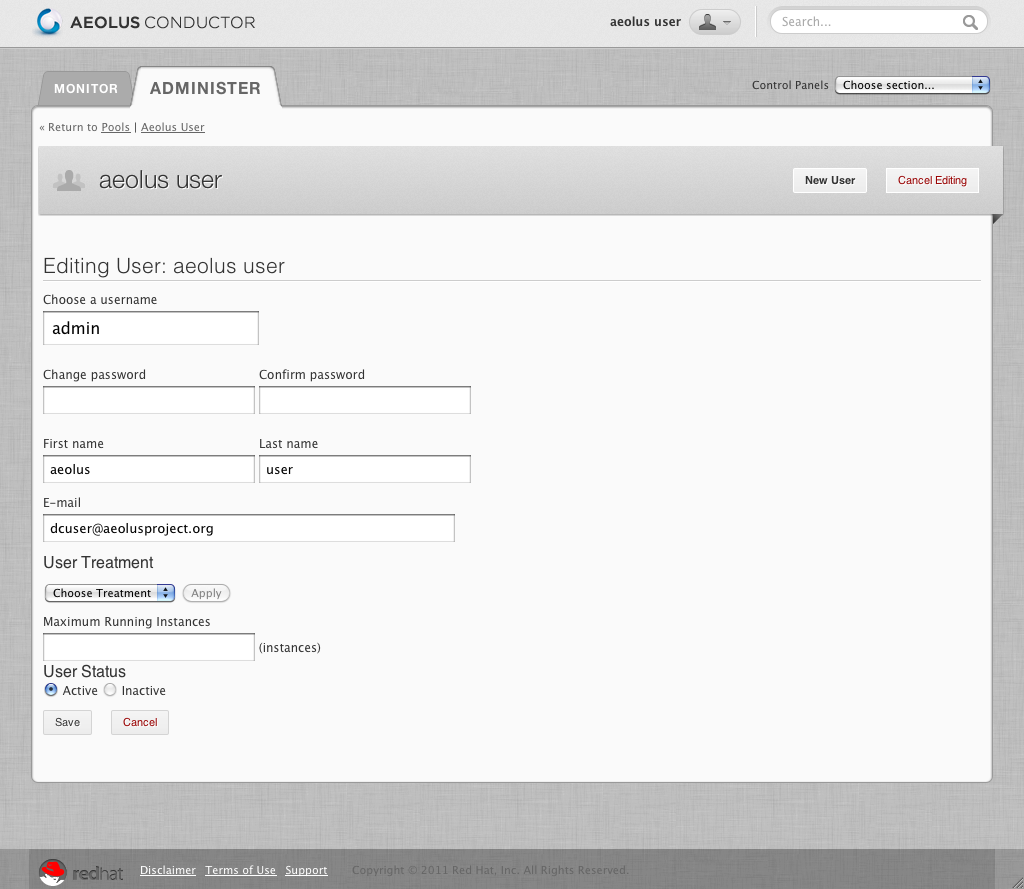 AEOLUS CONDUCTOR
aeolus user
Search...
MONITOR
ADMINISTER
Control Panels
Choose section...
« Return to Pools | Aeolus User
aeolus user
New User
Cancel Editing
Editing User: aeolus user
Choose a username
admin
Change password
Confirm password
First name
Last name
aeolus
user
E-mail
dcuser@aeolusproject.org
User Treatment
Choose Treatment
Apply
Maximum Running Instances
(instances)
User Status
Active
Inactive
Save
Cancel
redhat
Disclaimer
Terms of Use
Support
Copyright © 2011 Red Hat, Inc. All Rights Reserved.